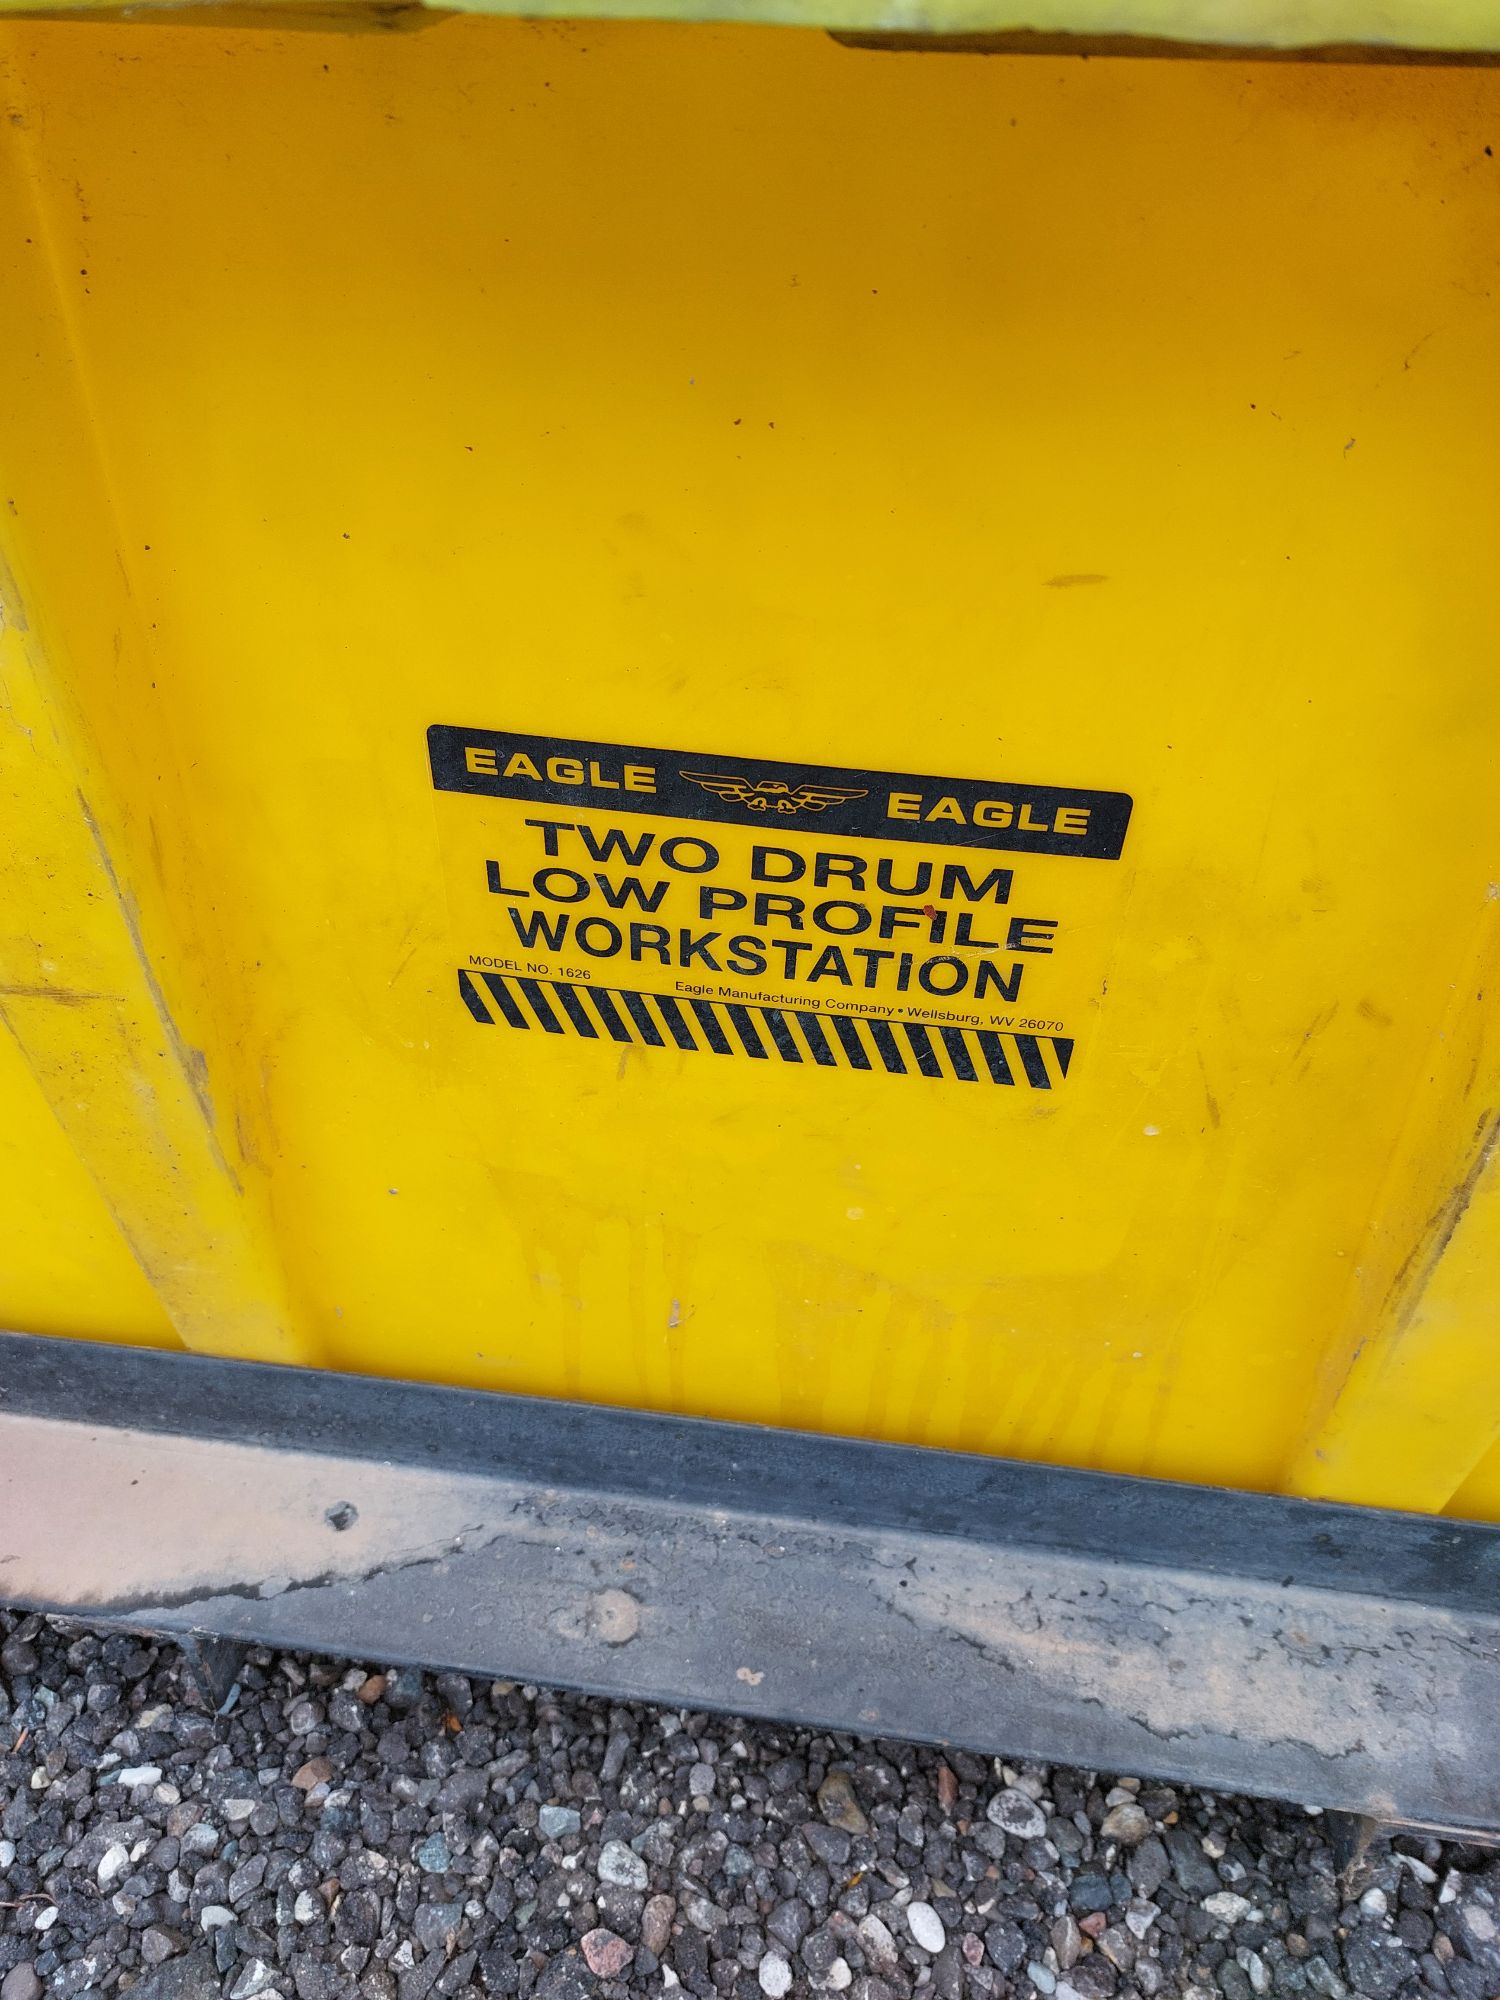 EAGLE EAGLE
TWO DRUM
LOW PROFILE
WORKSTATION
MODEL NO. 1626
Eagle Manufacturing Company • Wellsburg, WV 26070